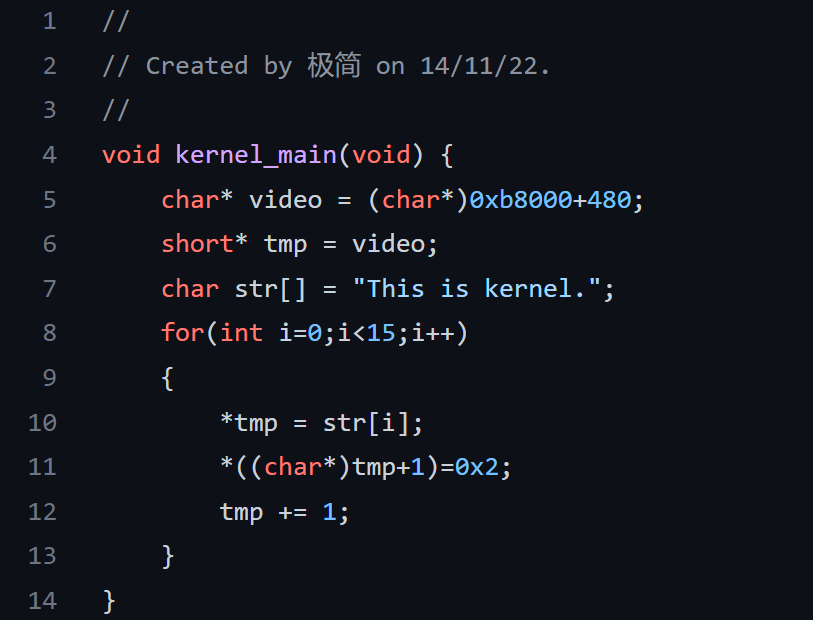 1 //
2 // Created by 极简 on 14/11/22.
3 //
4 void kernel_main(void) {
5     char* video = (char*)0xb8000+480;
6     short* tmp = video;
7     char str[] = "This is kernel.";
8     for(int i=0;i<15;i++)
9     {
10         *tmp = str[i];
11         *((char*)tmp+1)=0x2;
12         tmp += 1;
13     }
14 }